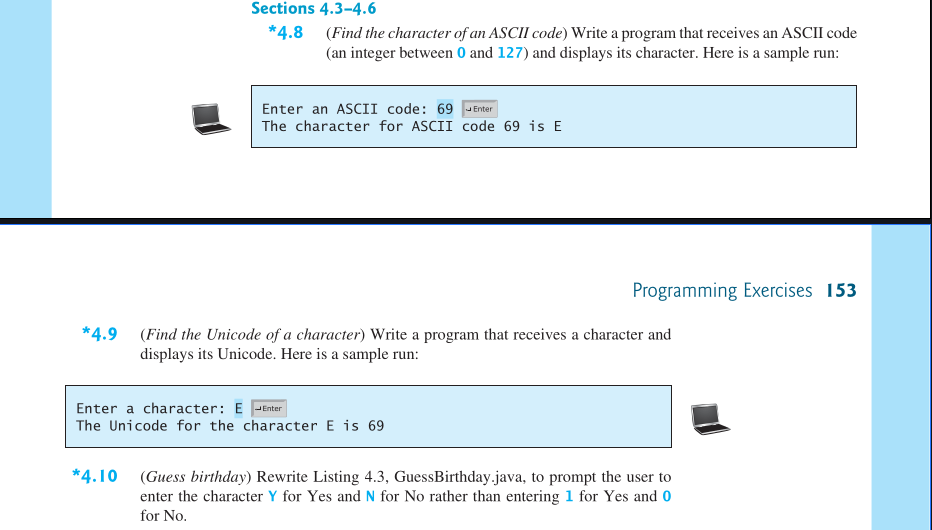 Sections 4.3–4.6
*4.8 (Find the character of an ASCII code) Write a program that receives an ASCII code
(an integer between 0 and 127) and displays its character. Here is a sample run:
Enter an ASCII code: 69 ↵Enter
The character for ASCII code 69 is E
Programming Exercises 153
*4.9 (Find the Unicode of a character) Write a program that receives a character and
displays its Unicode. Here is a sample run:
Enter a character: E ↵Enter
The Unicode for the character E is 69
*4.10 (Guess birthday) Rewrite Listing 4.3, GuessBirthday.java, to prompt the user to
enter the character Y for Yes and N for No rather than entering 1 for Yes and 0
for No.